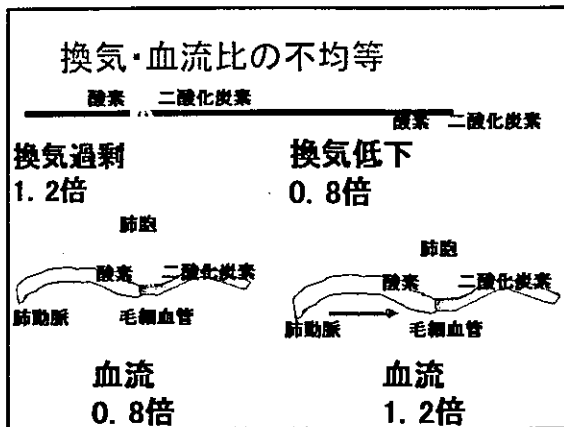 換気・血流比の不均等
酸素 二酸化炭素
酸素 二酸化炭素
換気過剰
1.2倍
換気低下
0.8倍
肺胞
酸素 二酸化炭素
肺動脈 毛細血管
血流
0.8倍
肺胞
酸素 二酸化炭素
肺動脈 毛細血管
血流
1.2倍